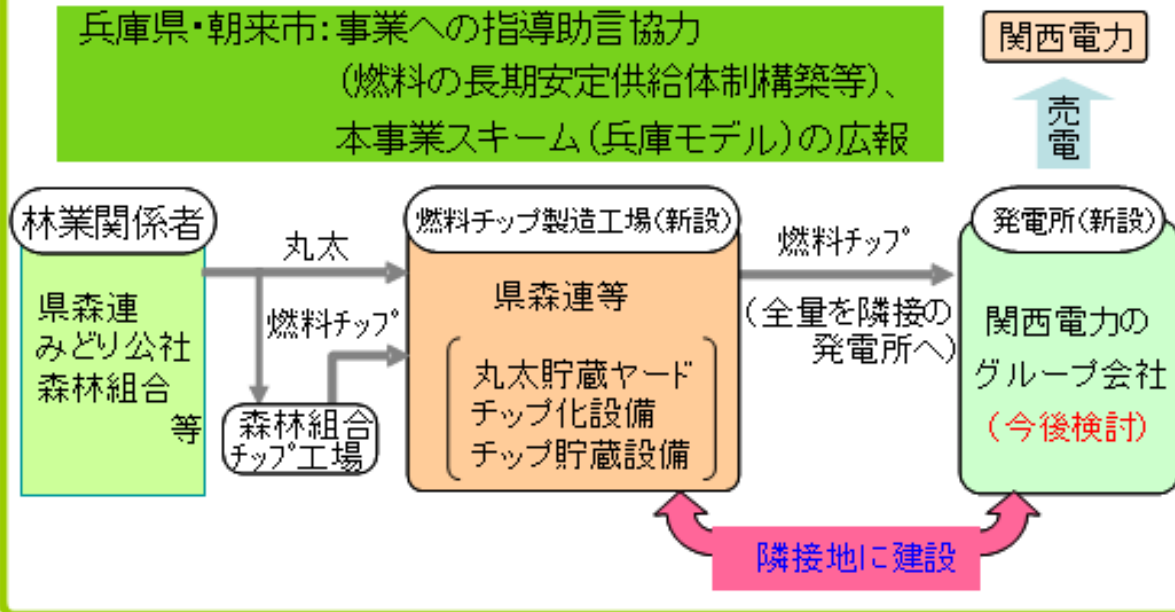 兵庫県・朝来市:事業への指導助言協力
(燃料の長期安定供給体制構築等)、
本事業スキーム(兵庫モデル)の広報
関西電力
売電
林業関係者
県森連
みどり公社
森林組合
等
丸太
燃料チップ
森林組合
チップ工場
燃料チップ製造工場(新設)
県森連等
丸太貯蔵ヤード
チップ化設備
チップ貯蔵設備
燃料チップ
(全量を隣接の
発電所へ)
発電所(新設)
関西電力の
グループ会社
(今後検討)
隣接地に建設